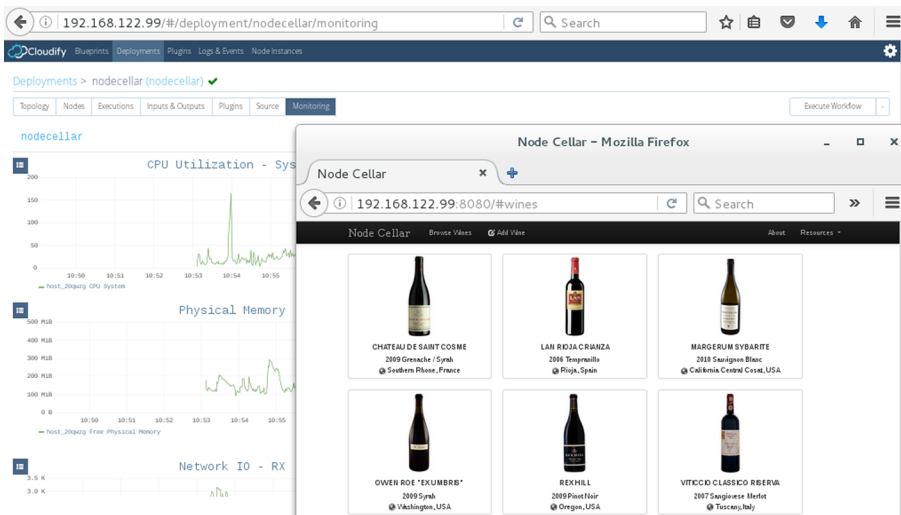 192.168.122.99/#/deployment/nodecellar/monitoring
Search
Cloudify Blueprints Deployments Plugins Logs & Events Node Instances
Deployments > nodecellar (nodecellar)
Topology Nodes Executions Inputs & Outputs Plugins Source Monitoring
Execute Workflow
nodecellar
CPU Utilization - Sys
200
150
100
50
0
10:50 10:51 10:52 10:53 10:54 10:55
host_20qwzg CPU System
Physical Memory
500 MiB
400 MiB
300 MiB
200 MiB
100 MiB
0 B
10:50 10:51 10:52 10:53 10:54 10:55
host_20qwzg Free Physical Memory
Network IO - RX
3.5 K
3.0 K
Node Cellar - Mozilla Firefox
Node Cellar
192.168.122.99:8080/#wines
Search
Node Cellar Browse Wines Add Wine About Resources
CHATEAU DE SAINT COSME
2009 Grenache / Syrah
Southern Rhone, France
LAN RIOJA CRIANZA
2006 Tempranillo
Rioja, Spain
MARGERUM SYBARITE
2010 Sauvignon Blanc
California Central Cosat, USA
OWEN ROE "EX UMBRIS"
2009 Syrah
Washington, USA
REX HILL
2009 Pinot Noir
Oregon, USA
VITICCIO CLASSICO RISERVA
2007 Sangiovese Merlot
Tuscany, Italy